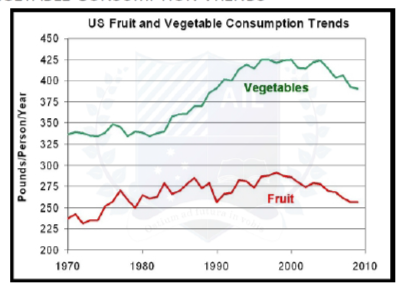 US Fruit and Vegetable Consumption Trends
Pounds/Person/Year
450
425
400
375
350
325
300
275
250
225
200
Vegetables
Fruit
1970 1980 1990 2000 2010